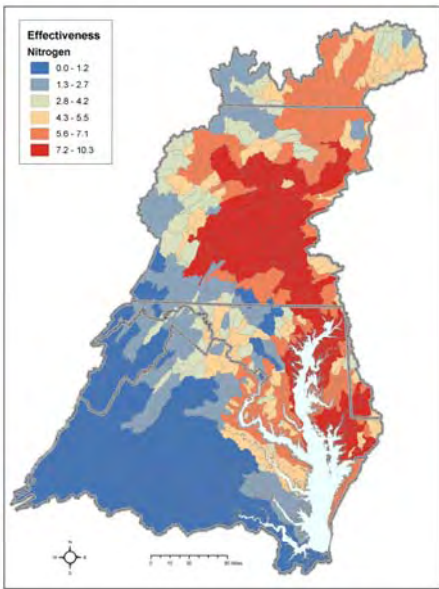 Effectiveness
Nitrogen
0.0 - 1.2
1.3 - 2.7
2.8 - 4.2
4.3 - 5.5
5.6 - 7.1
7.2 - 10.3